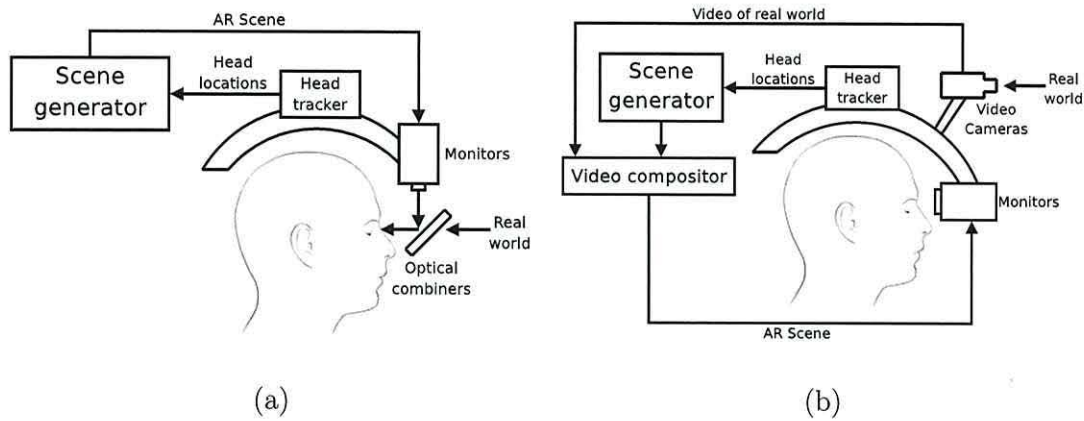 AR Scene
Scene
generator
Head
locations
Head
tracker
Monitors
Real
world
Optical
combiners
(a)
Video of real world
Scene
generator
Head
locations
Head
tracker
Video
Cameras
Real
world
Video compositor
Monitors
AR Scene
(b)